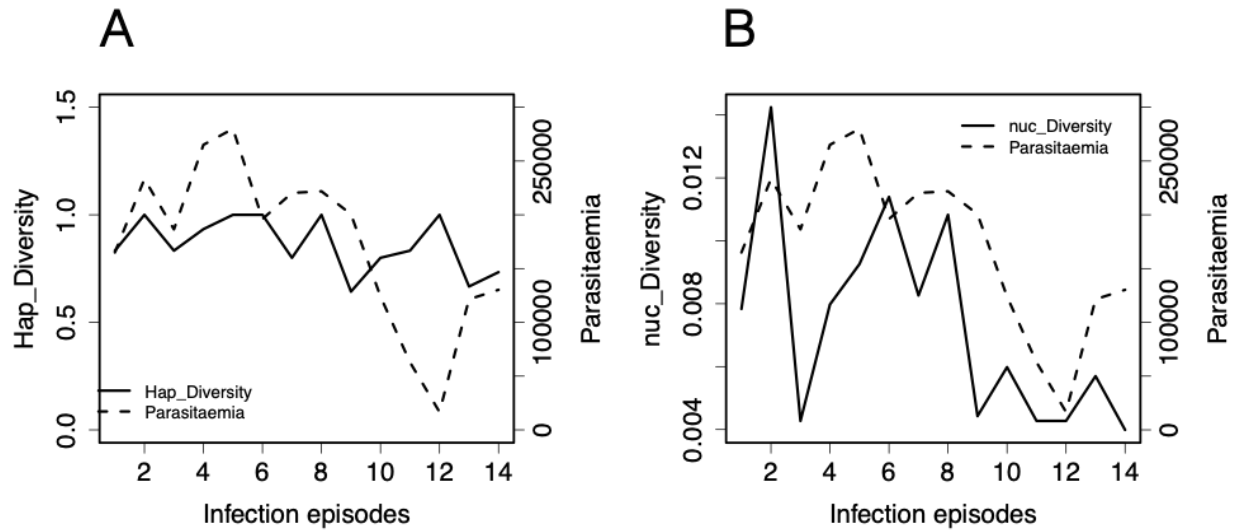 A
Hap_Diversity
0.0
0.5
1.0
1.5
Parasitaemia
0
100000
250000
Hap_Diversity
Parasitaemia
2
4
6
8
10
12
14
Infection episodes
B
nuc_Diversity
0.004
0.008
0.012
Parasitaemia
0
100000
250000
nuc_Diversity
Parasitaemia
2
4
6
8
10
12
14
Infection episodes